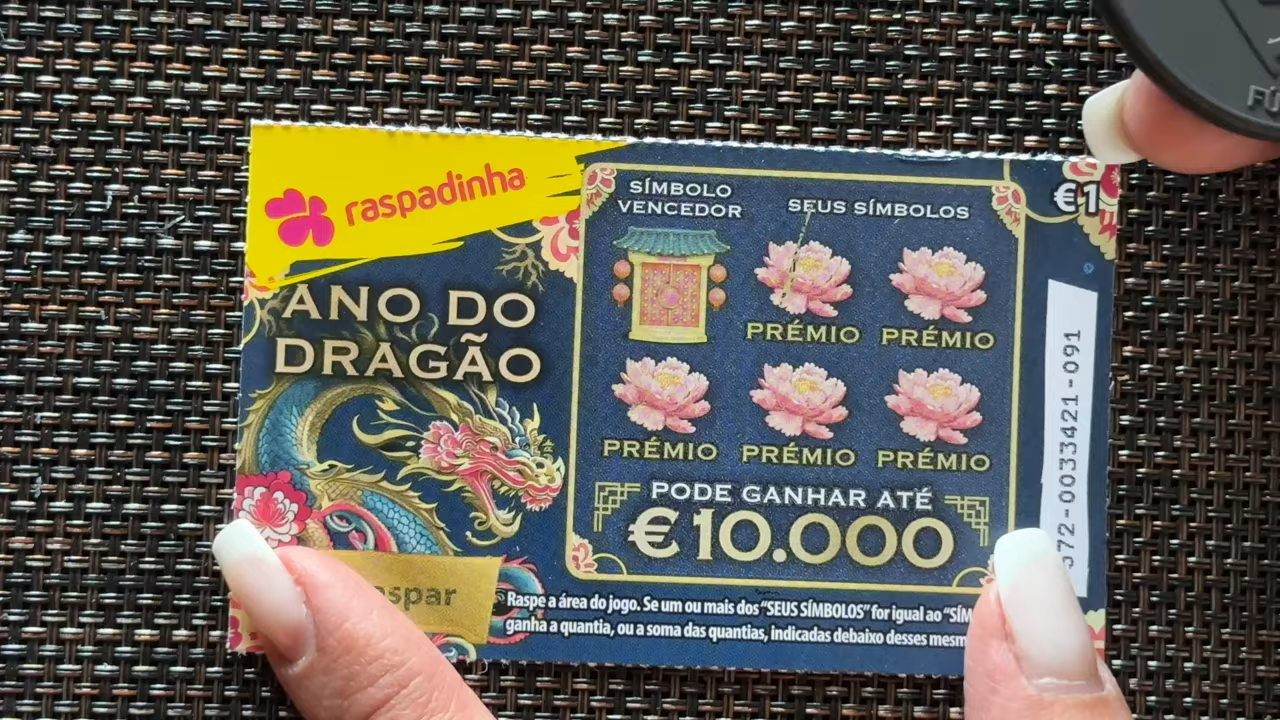 raspadinha
€1
ANO DO
DRAGÃO
SÍMBOLO
VENCEDOR
SEUS SÍMBOLOS
PRÉMIO PRÉMIO
PRÉMIO PRÉMIO PRÉMIO
PODE GANHAR ATÉ
€10.000
Raspe a área do jogo. Se um ou mais dos “SEUS SÍMBOLOS” for igual ao
ganha a quantia, ou a soma das quantias, indicadas debaixo desses
372-0033421-091